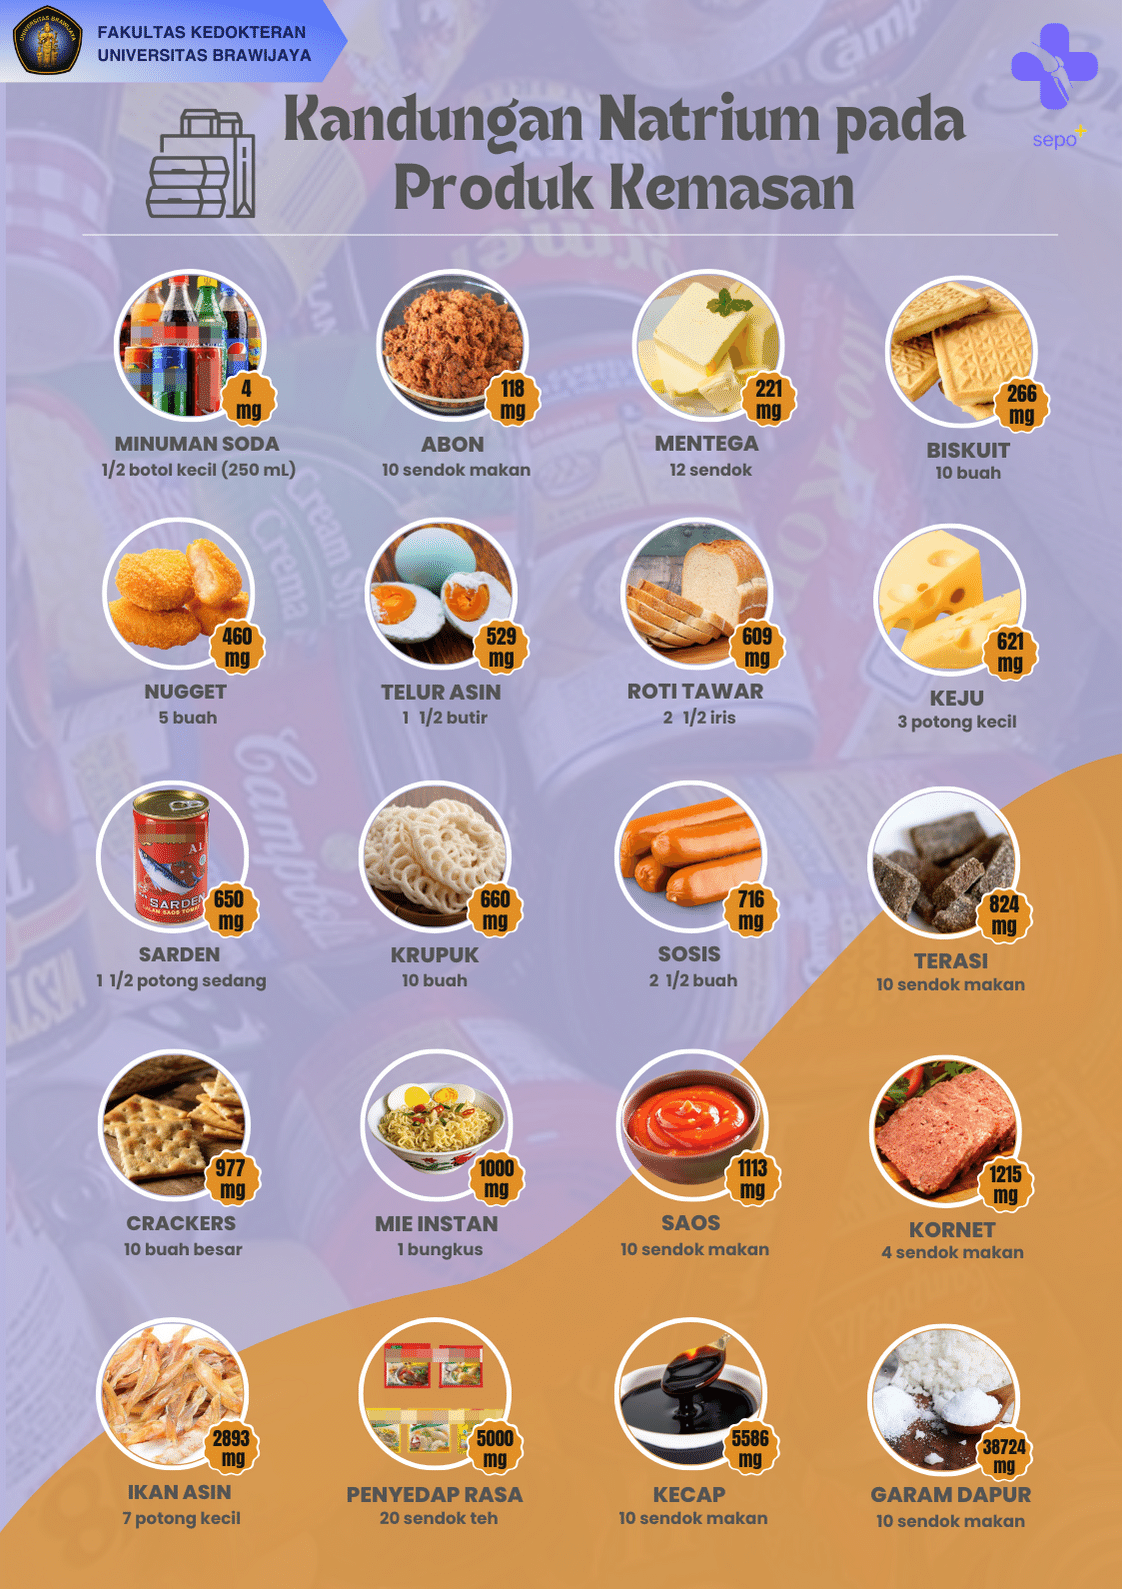 FAKULTAS KEDOKTERAN
UNIVERSITAS BRAWIJAYA
UNIVERSITAS BRAWIJAYA
sepo+
Kandungan Natrium pada
Produk Kemasan
4
mg
MINUMAN SODA
1/2 botol kecil (250 mL)
118
mg
ABON
10 sendok makan
221
mg
MENTEGA
12 sendok
266
mg
BISKUIT
10 buah
460
mg
NUGGET
5 buah
529
mg
TELUR ASIN
1 1/2 butir
609
mg
ROTI TAWAR
2 1/2 iris
621
mg
KEJU
3 potong kecil
SARDEN
650
mg
SARDEN
1 1/2 potong sedang
660
mg
KRUPUK
10 buah
716
mg
SOSIS
2 1/2 buah
824
mg
TERASI
10 sendok makan
977
mg
CRACKERS
10 buah besar
1000
mg
MIE INSTAN
1 bungkus
1113
mg
SAOS
10 sendok makan
1215
mg
KORNET
4 sendok makan
2893
mg
IKAN ASIN
7 potong kecil
5000
mg
PENYEDAP RASA
20 sendok teh
5586
mg
KECAP
10 sendok makan
38724
mg
GARAM DAPUR
10 sendok makan